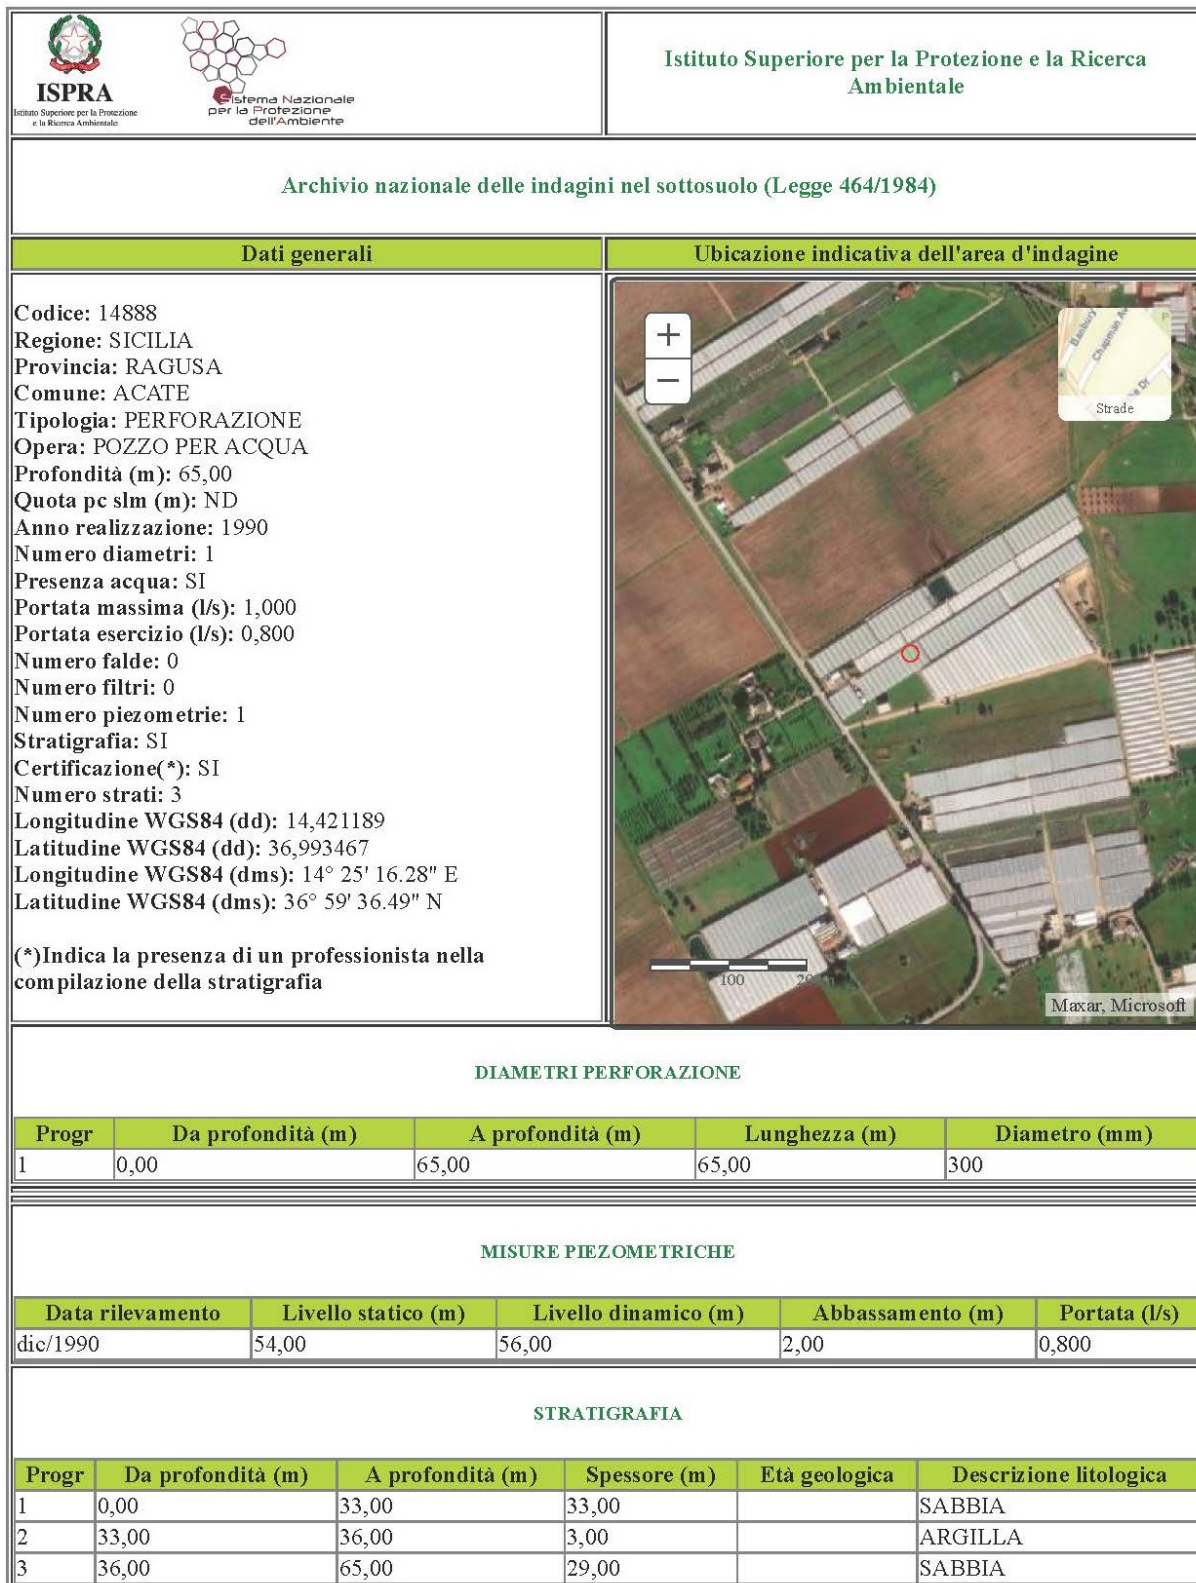 ISPRA
Istituto Superiore per la Protezione
e la Ricerca Ambientale
Sistema Nazionale
per la Protezione
dell'Ambiente
Istituto Superiore per la Protezione e la Ricerca
Ambientale
Archivio nazionale delle indagini nel sottosuolo (Legge 464/1984)
Dati generali
Codice: 14888
Regione: SICILIA
Provincia: RAGUSA
Comune: ACATE
Tipologia: PERFORAZIONE
Opera: POZZO PER ACQUA
Profondità (m): 65,00
Quota pc slm (m): ND
Anno realizzazione: 1990
Numero diametri: 1
Presenza acqua: SI
Portata massima (l/s): 1,000
Portata esercizio (l/s): 0,800
Numero falde: 0
Numero filtri: 0
Numero piezometrie: 1
Stratigrafia: SI
Certificazione(*): SI
Numero strati: 3
Longitudine WGS84 (dd): 14,421189
Latitudine WGS84 (dd): 36,993467
Longitudine WGS84 (dms): 14° 25' 16.28" E
Latitudine WGS84 (dms): 36° 59' 36.49" N
(*)Indica la presenza di un professionista nella
compilazione della stratigrafia
Ubicazione indicativa dell'area d'indagine
+
−
Banbury
Chapman Av
P
Dr
Strade
100
Maxar, Microsoft
DIAMETRI PERFORAZIONE
Progr Da profondità (m) A profondità (m) Lunghezza (m) Diametro (mm)
1 0,00 65,00 65,00 300
MISURE PIEZOMETRICHE
Data rilevamento Livello statico (m) Livello dinamico (m) Abbassamento (m) Portata (l/s)
dic/1990 54,00 56,00 2,00 0,800
STRATIGRAFIA
Progr Da profondità (m) A profondità (m) Spessore (m) Età geologica Descrizione litologica
1 0,00 33,00 33,00 SABBIA
2 33,00 36,00 3,00 ARGILLA
3 36,00 65,00 29,00 SABBIA